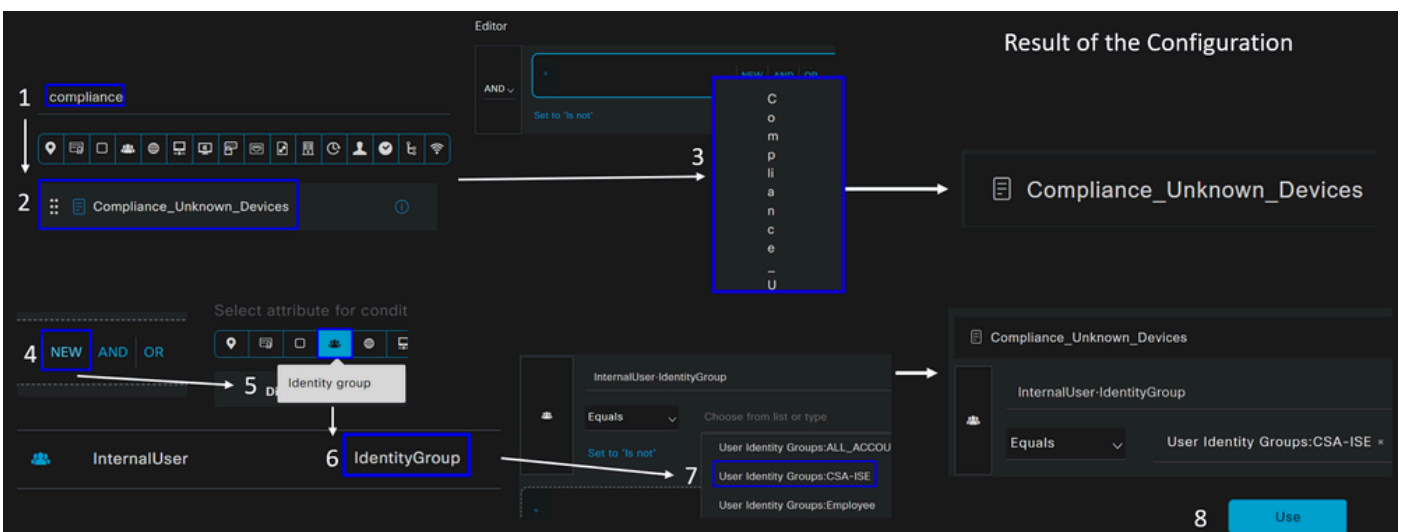 Editor
Result of the Configuration
1 compliance
AND
+
NEW AND OR
Set to 'Is not'
2 Compliance_Unknown_Devices
3
C
o
m
p
li
a
n
c
e
_
U
Compliance_Unknown_Devices
Select attribute for condit
4 NEW AND OR
5 Di
Identity group
InternalUser
6 IdentityGroup
InternalUser·IdentityGroup
Equals
Choose from list or type
Set to 'Is not'
User Identity Groups:ALL_ACCOU
7 User Identity Groups:CSA-ISE
User Identity Groups:Employee
+
Compliance_Unknown_Devices
InternalUser·IdentityGroup
Equals
User Identity Groups:CSA-ISE ×
8 Use